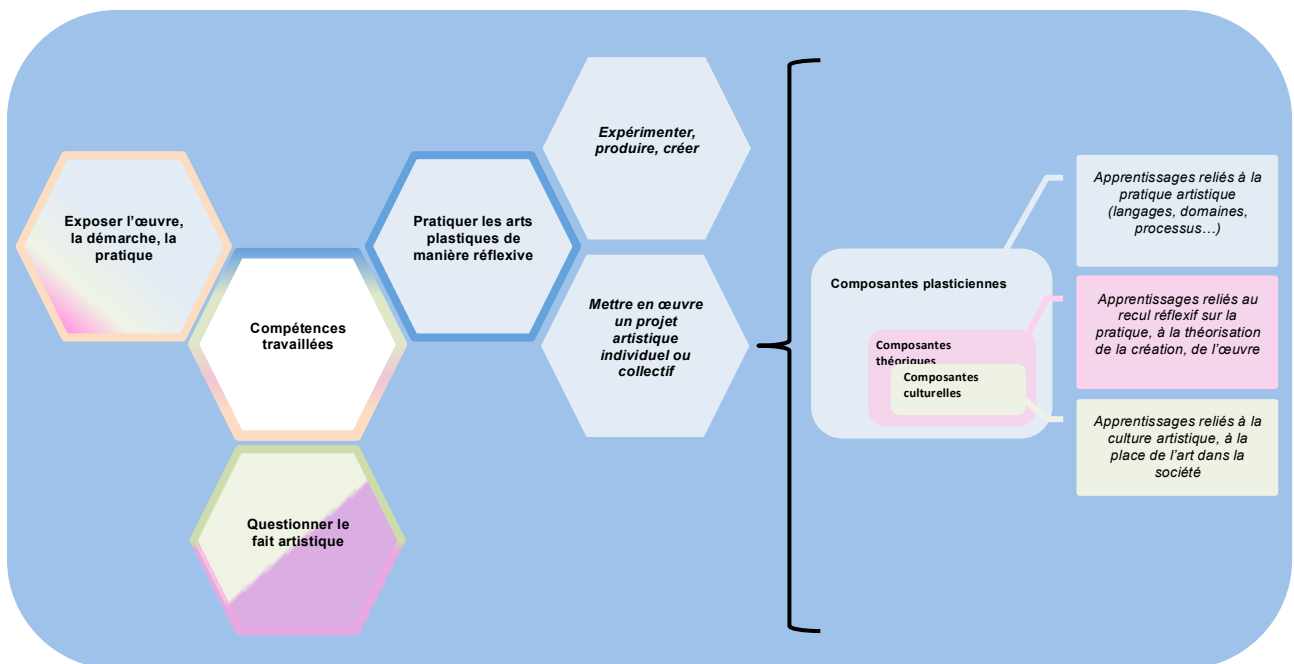 Exposer l’œuvre,
la démarche, la
pratique
Compétences
travaillées
Questionner le
fait artistique
Pratiquer les arts
plastiques de
manière réflexive
Expérimenter,
produire, créer
Mettre en œuvre
un projet
artistique
individuel ou
collectif
Composantes plasticiennes
Composantes
théoriques
Composantes
culturelles
Apprentissages reliés à la
pratique artistique
(langages, domaines,
processus…)
Apprentissages reliés au
recul réflexif sur la
pratique, à la théorisation
de la création, de l’œuvre
Apprentissages reliés à la
culture artistique, à la
place de l’art dans la
société